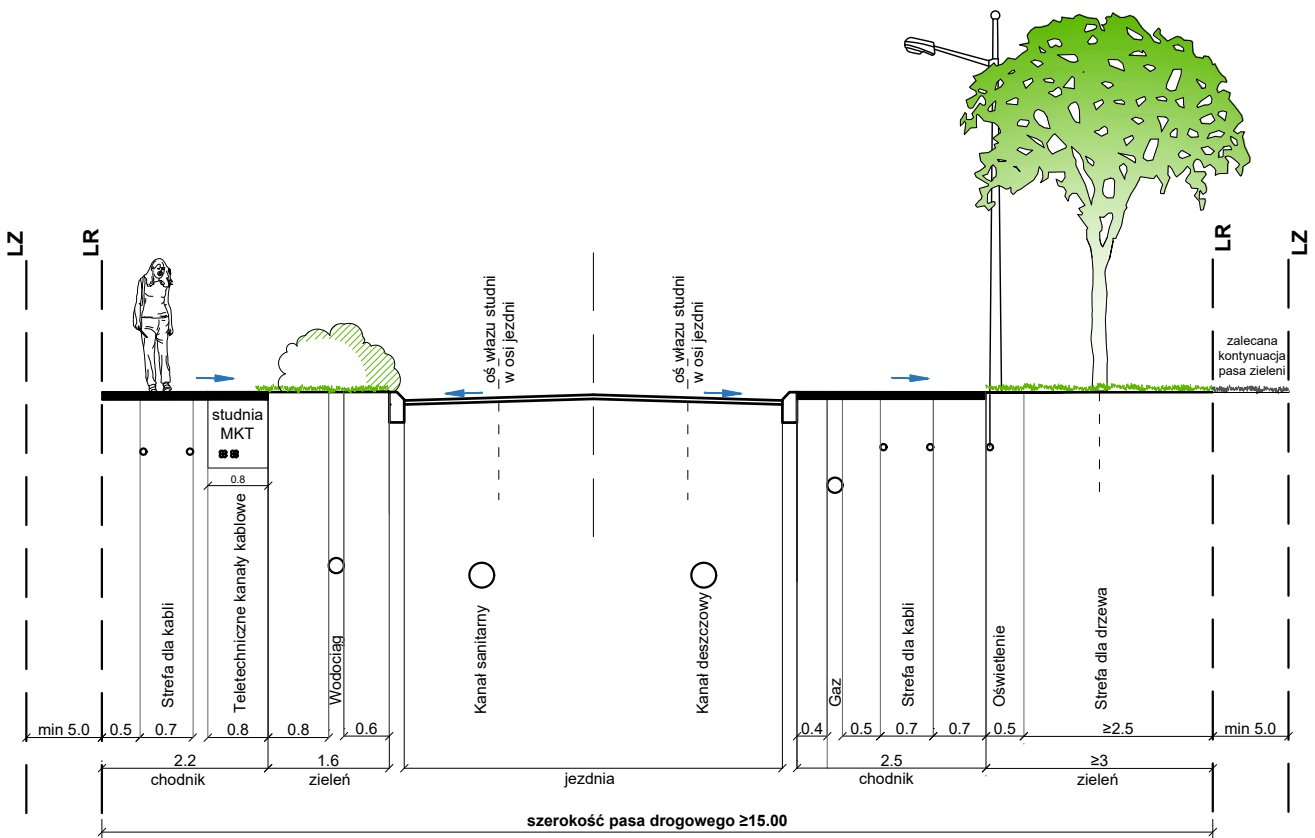 LZ
LR
LR
LZ
oś włazu studni
w osi jezdni
oś włazu studni
w osi jezdni
zalecana
kontynuacja
pasa zieleni
studnia
MKT
0.8
Strefa dla kabli
Teletechniczne kanały kablowe
Wodociąg
Kanał sanitarny
Kanał deszczowy
Gaz
Strefa dla kabli
Oświetlenie
Strefa dla drzewa
min 5.0
0.5
0.7
0.8
0.8
0.6
0.4
0.5
0.7
0.7
0.5
≥2.5
min 5.0
2.2
1.6
2.5
≥3
chodnik
zieleń
jezdnia
chodnik
zieleń
szerokość pasa drogowego ≥15.00